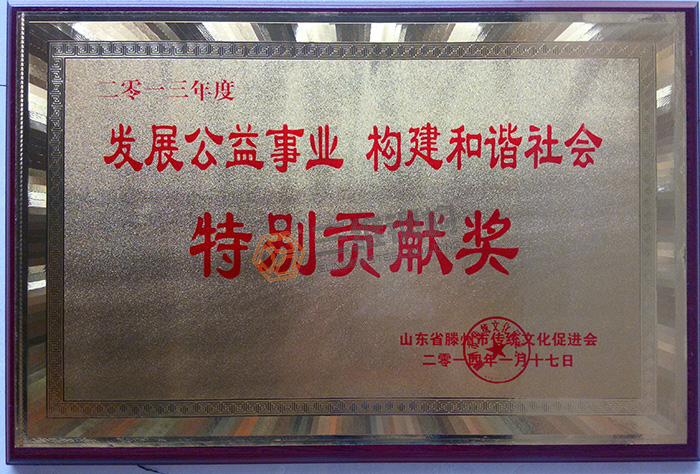 二零一三年度
发展公益事业 构建和谐社会
特别贡献奖
山东省滕州市传统文化促进会
二零一四年一月十七日